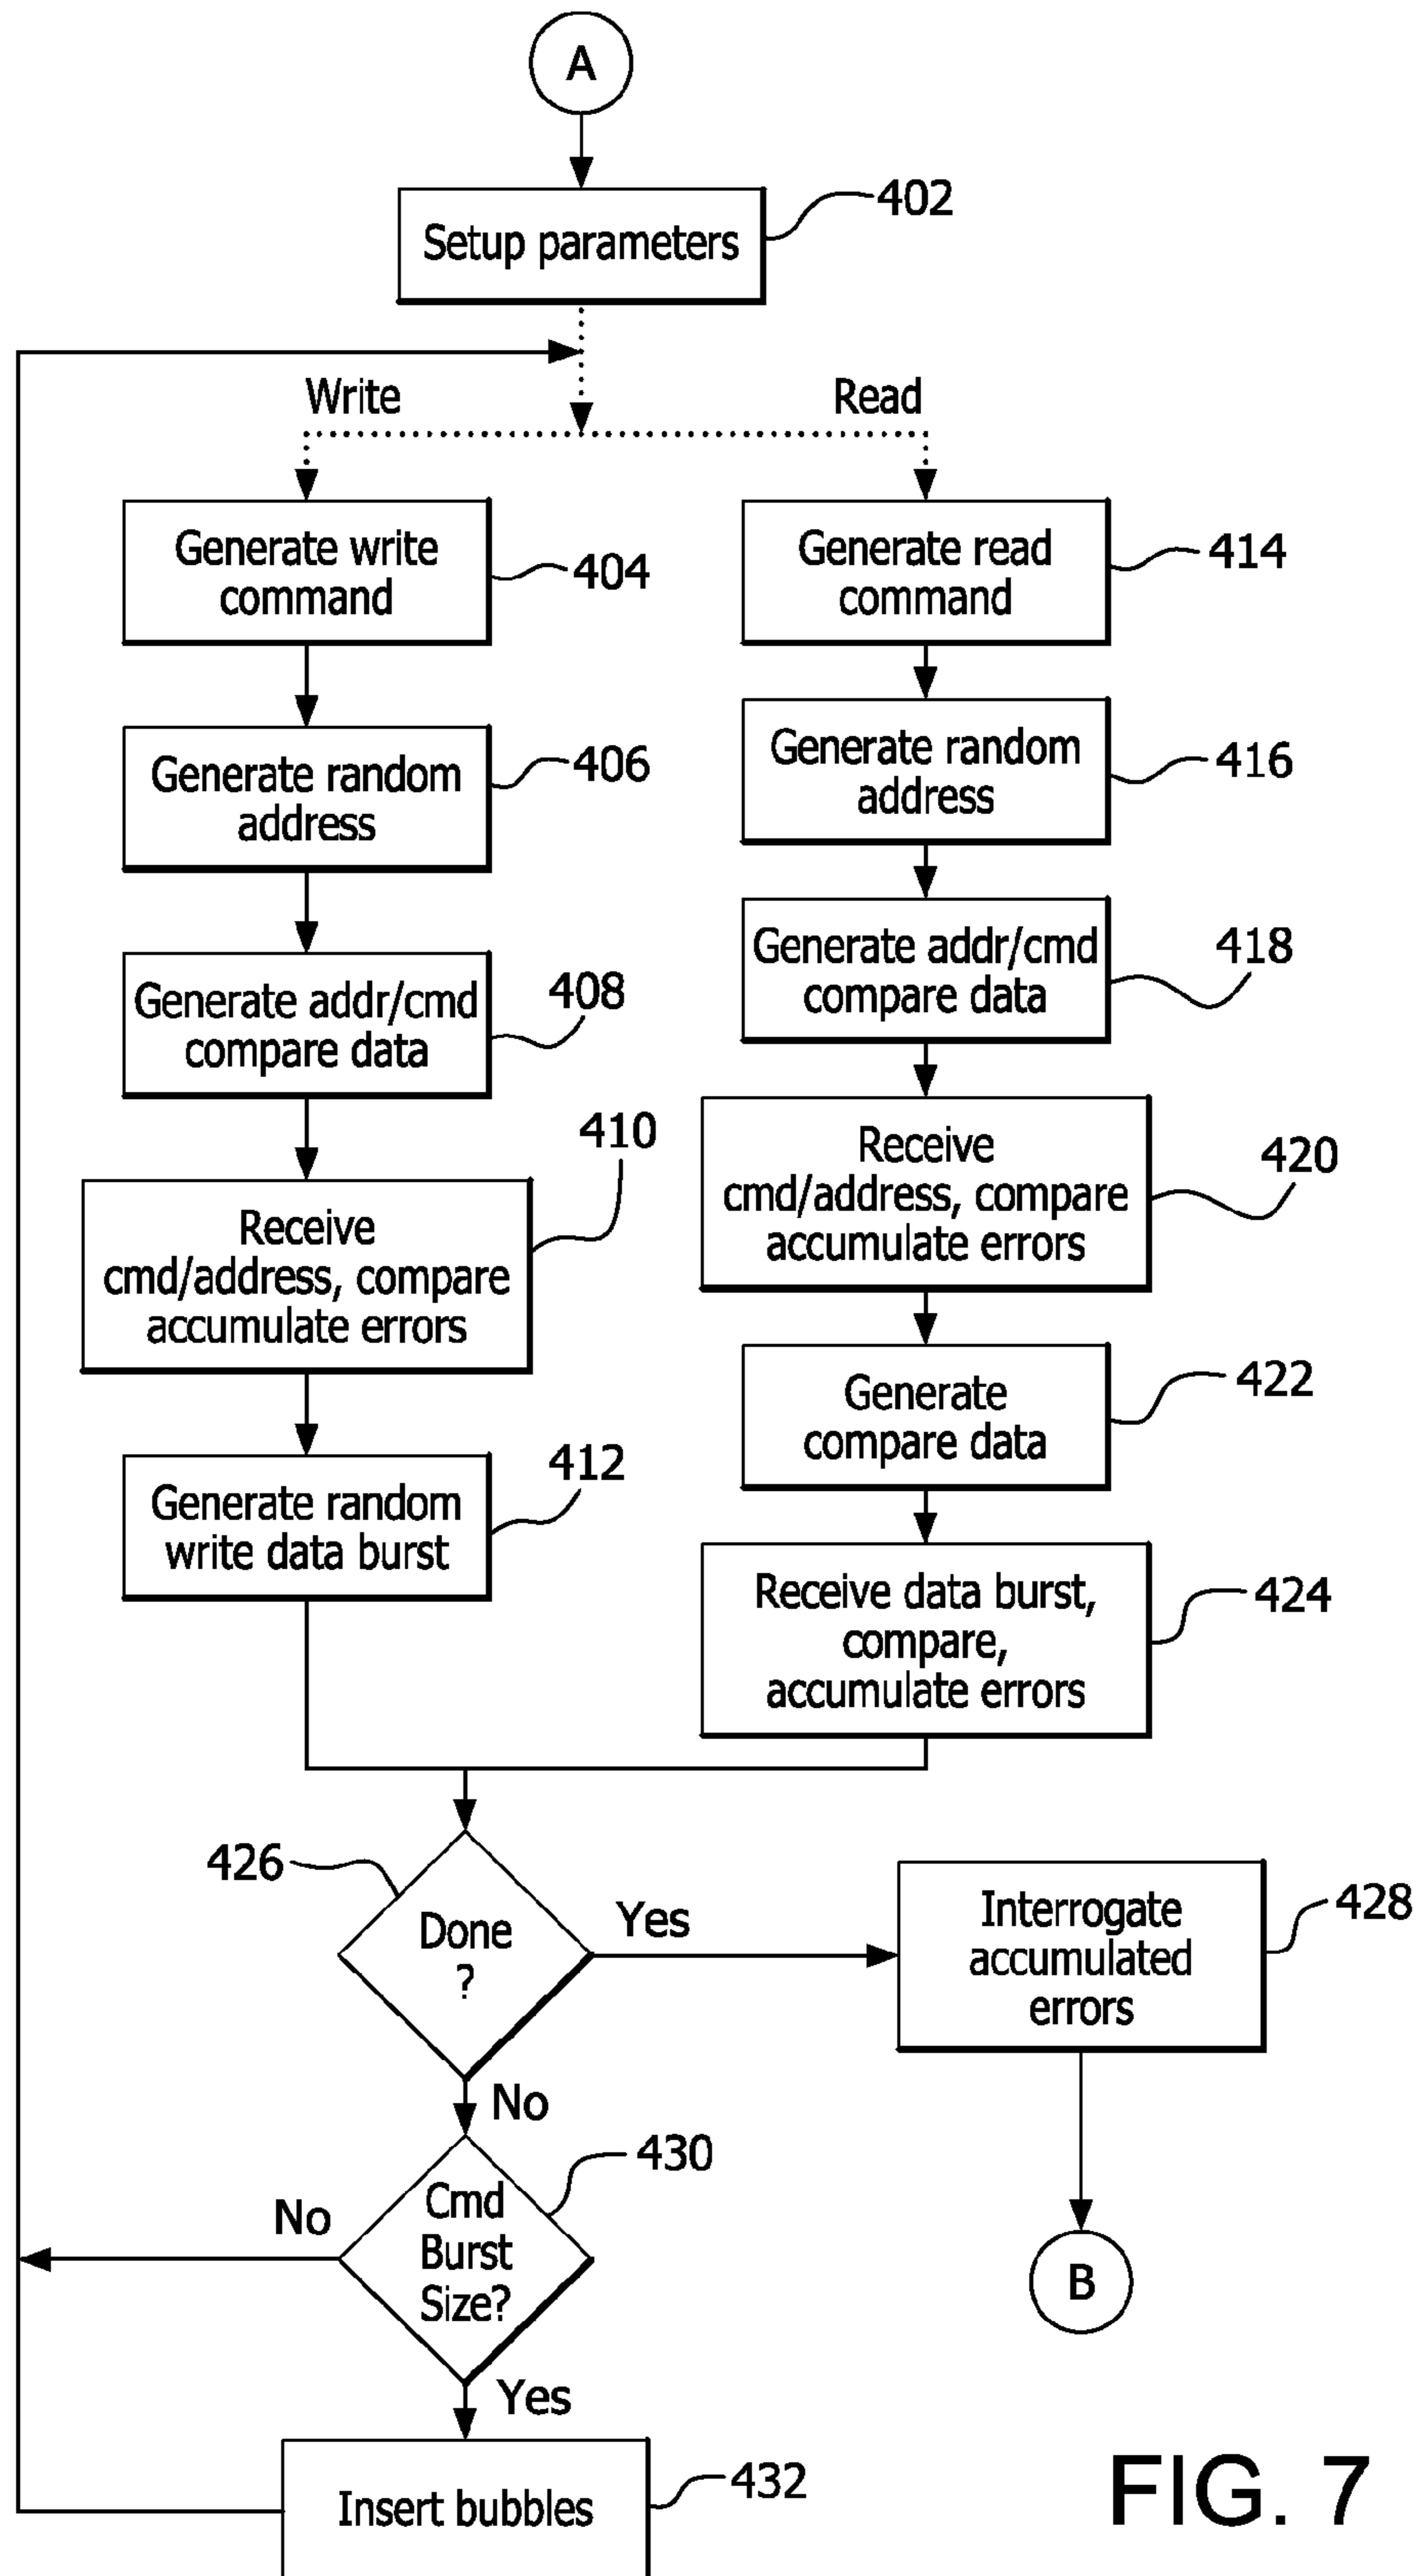 A
Setup parameters
402
Write
Read
Generate write
command
404
Generate random
address
406
Generate addr/cmd
compare data
408
Receive
cmd/address, compare
accumulate errors
410
Generate random
write data burst
412
Generate read
command
414
Generate random
address
416
Generate addr/cmd
compare data
418
Receive
cmd/address, compare
accumulate errors
420
Generate
compare data
422
Receive data burst,
compare,
accumulate errors
424
426
Done
?
Yes
Interrogate
accumulated
errors
428
No
430
Cmd
Burst
Size?
No
B
Yes
Insert bubbles
432
FIG. 7